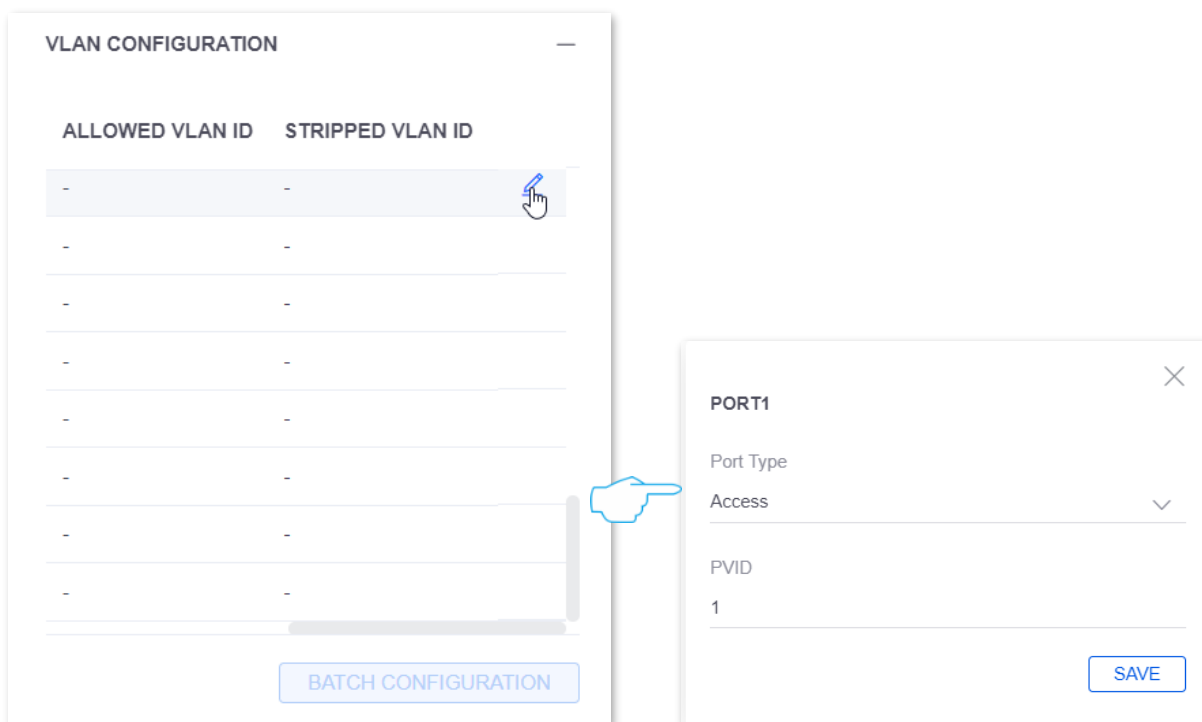 VLAN CONFIGURATION
ALLOWED VLAN ID STRIPPED VLAN ID
- -
- -
- -
- -
- -
- -
- -
- -
BATCH CONFIGURATION
PORT1
Port Type
Access
PVID
1
SAVE